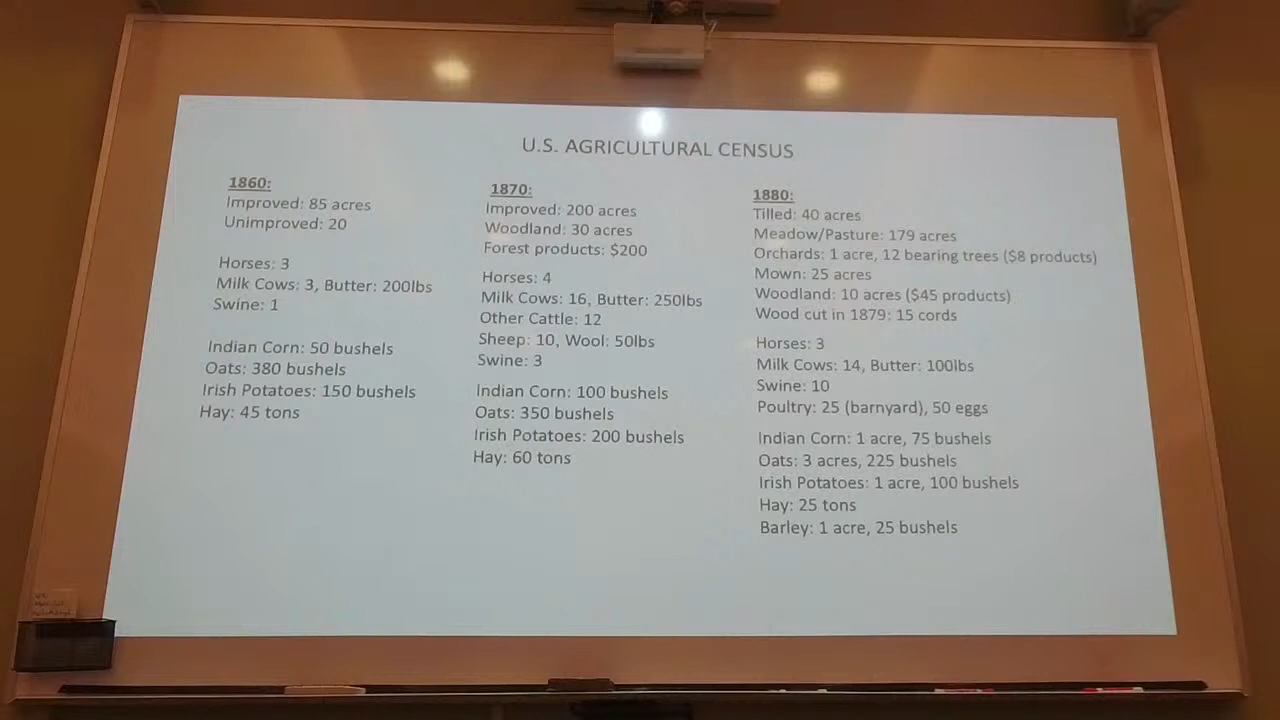 U.S. AGRICULTURAL CENSUS
1860:
Improved: 85 acres
Unimproved: 20
Horses: 3
Milk Cows: 3, Butter: 200lbs
Swine: 1
Indian Corn: 50 bushels
Oats: 380 bushels
Irish Potatoes: 150 bushels
Hay: 45 tons
1870:
Improved: 200 acres
Woodland: 30 acres
Forest products: $200
Horses: 4
Milk Cows: 16, Butter: 250lbs
Other Cattle: 12
Sheep: 10, Wool: 50lbs
Swine: 3
Indian Corn: 100 bushels
Oats: 350 bushels
Irish Potatoes: 200 bushels
Hay: 60 tons
1880:
Tilled: 40 acres
Meadow/Pasture: 179 acres
Orchards: 1 acre, 12 bearing trees ($8 products)
Mown: 25 acres
Woodland: 10 acres ($45 products)
Wood cut in 1879: 15 cords
Horses: 3
Milk Cows: 14, Butter: 100lbs
Swine: 10
Poultry: 25 (barnyard), 50 eggs
Indian Corn: 1 acre, 75 bushels
Oats: 3 acres, 225 bushels
Irish Potatoes: 1 acre, 100 bushels
Hay: 25 tons
Barley: 1 acre, 25 bushels